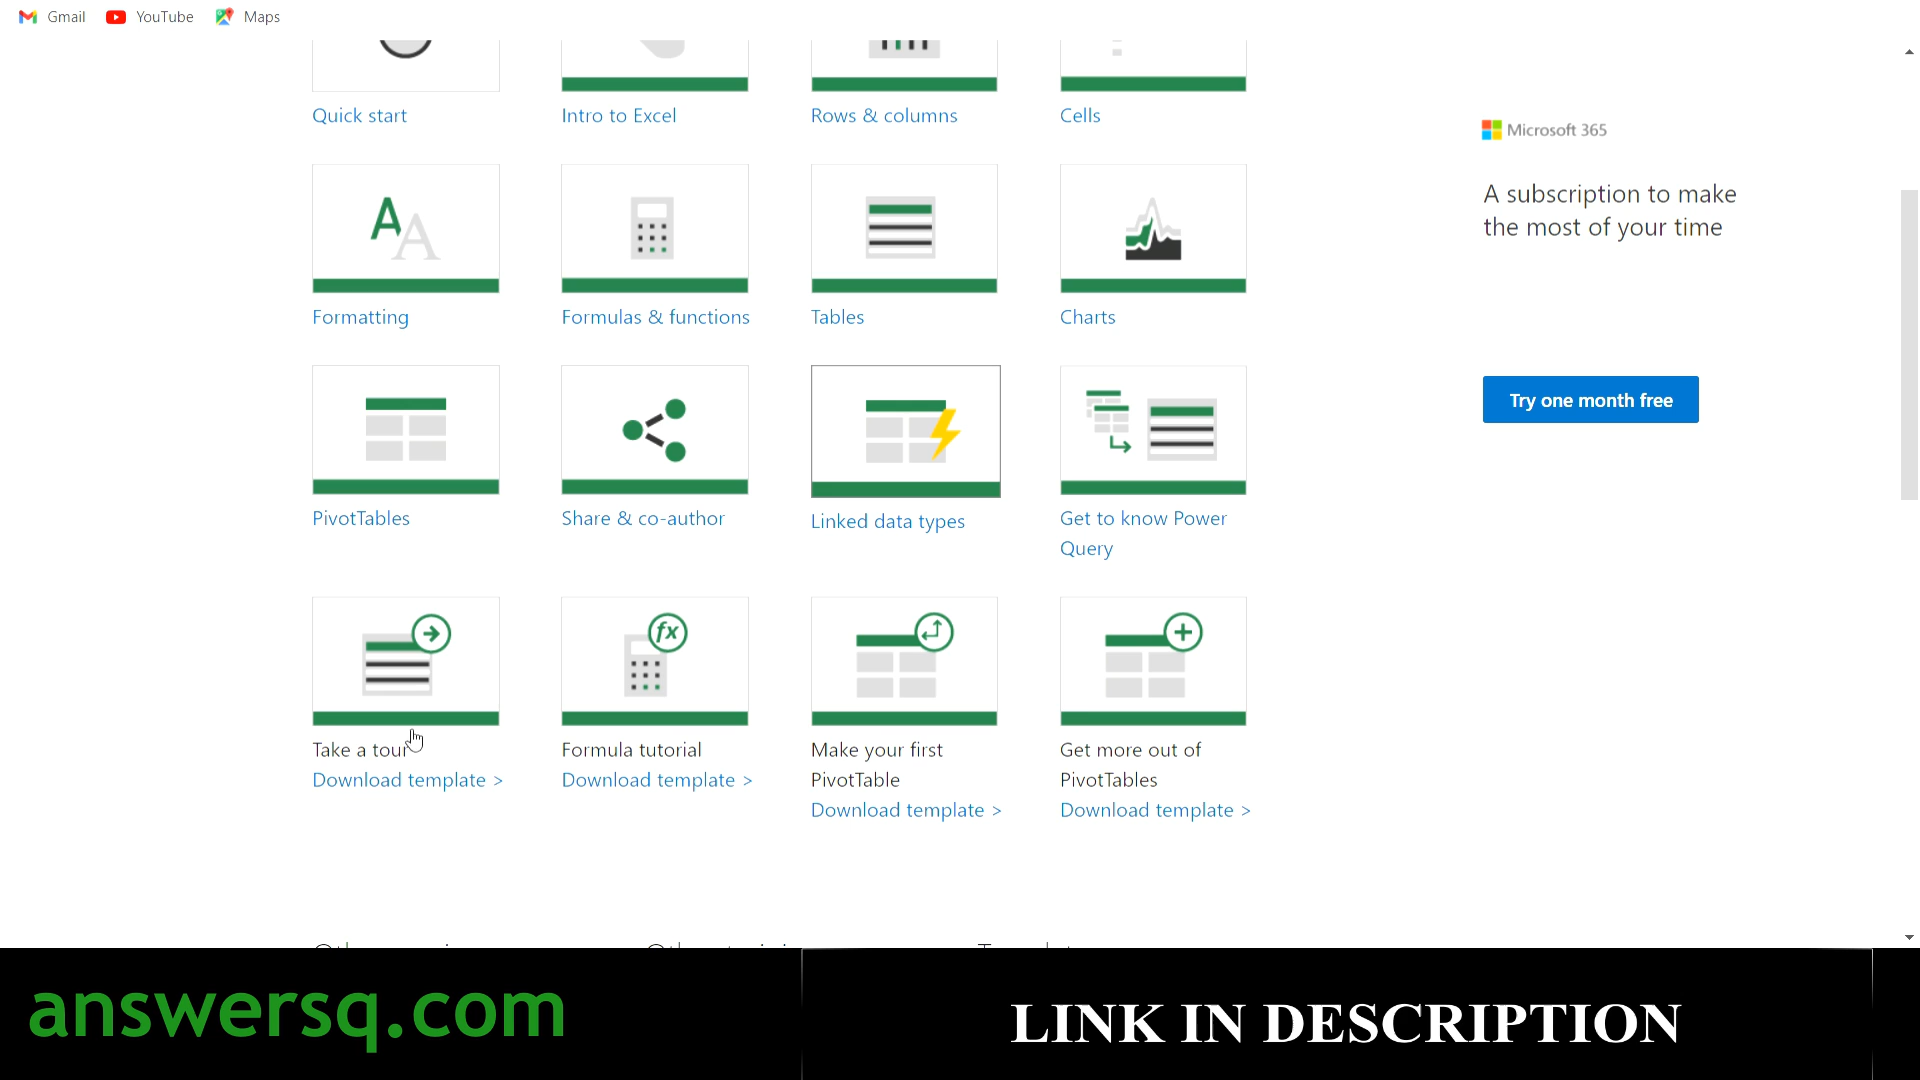 Gmail YouTube Maps
Quick start Intro to Excel Rows & columns Cells
Microsoft 365
A subscription to make
the most of your time
Formatting Formulas & functions Tables Charts
Try one month free
PivotTables Share & co-author Linked data types Get to know Power
Query
fx
Take a tour Formula tutorial Make your first Get more out of
Download template > Download template > PivotTable PivotTables
Download template > Download template >
answersq.com
LINK IN DESCRIPTION